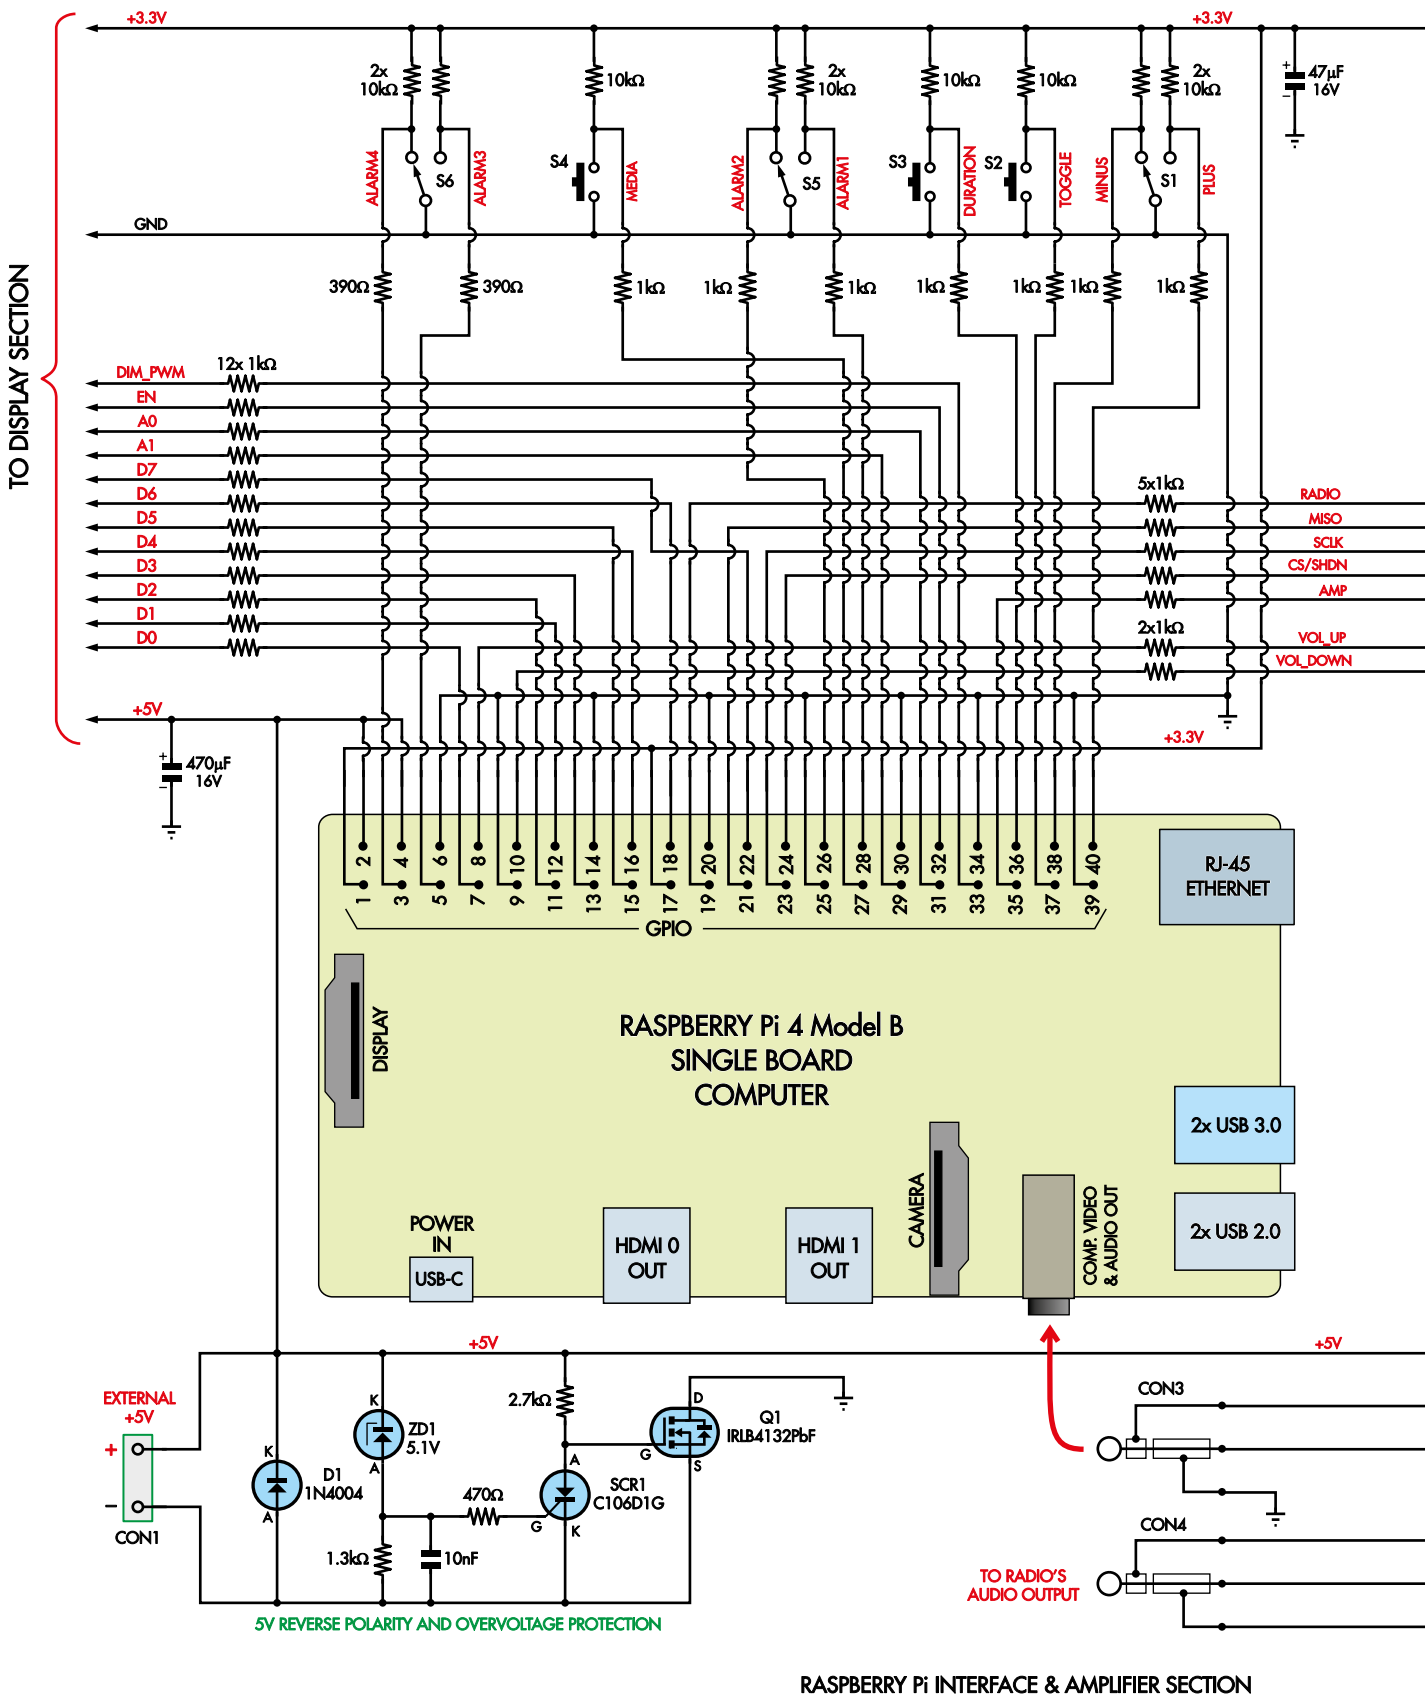 +3.3V
+3.3V
2x
10kΩ
10kΩ
2x
10kΩ
10kΩ
10kΩ
2x
10kΩ
+
47µF
–
16V
ALARM4
S6
ALARM3
S4
MEDIA
ALARM2
S5
ALARM1
S3
DURATION
S2
TOGGLE
MINUS
S1
PLUS
GND
390Ω
390Ω
1kΩ
1kΩ
1kΩ
1kΩ
1kΩ
1kΩ
1kΩ
TO DISPLAY SECTION
12x 1kΩ
DIM_PWM
EN
A0
A1
D7
D6
D5
D4
D3
D2
D1
D0
5x1kΩ
RADIO
MISO
SCLK
CS/SHDN
AMP
2x1kΩ
VOL_UP
VOL_DOWN
+5V
+3.3V
+
470µF
–
16V
2 4 6 8 10 12 14 16 18 20 22 24 26 28 30 32 34 36 38 40
1 3 5 7 9 11 13 15 17 19 21 23 25 27 29 31 33 35 37 39
GPIO
RJ-45
ETHERNET
DISPLAY
RASPBERRY Pi 4 Model B
SINGLE BOARD
COMPUTER
2x USB 3.0
2x USB 2.0
POWER
IN
USB-C
HDMI 0
OUT
HDMI 1
OUT
CAMERA
COMP. VIDEO
& AUDIO OUT
+5V
+5V
EXTERNAL
+5V
+
–
CON1
K
D1
1N4004
A
K
ZD1
5.1V
A
1.3kΩ
10nF
470Ω
2.7kΩ
A
SCR1
C106D1G
G
K
D
Q1
IRLB4132PbF
G
S
5V REVERSE POLARITY AND OVERVOLTAGE PROTECTION
CON3
CON4
TO RADIO'S
AUDIO OUTPUT
RASPBERRY Pi INTERFACE & AMPLIFIER SECTION